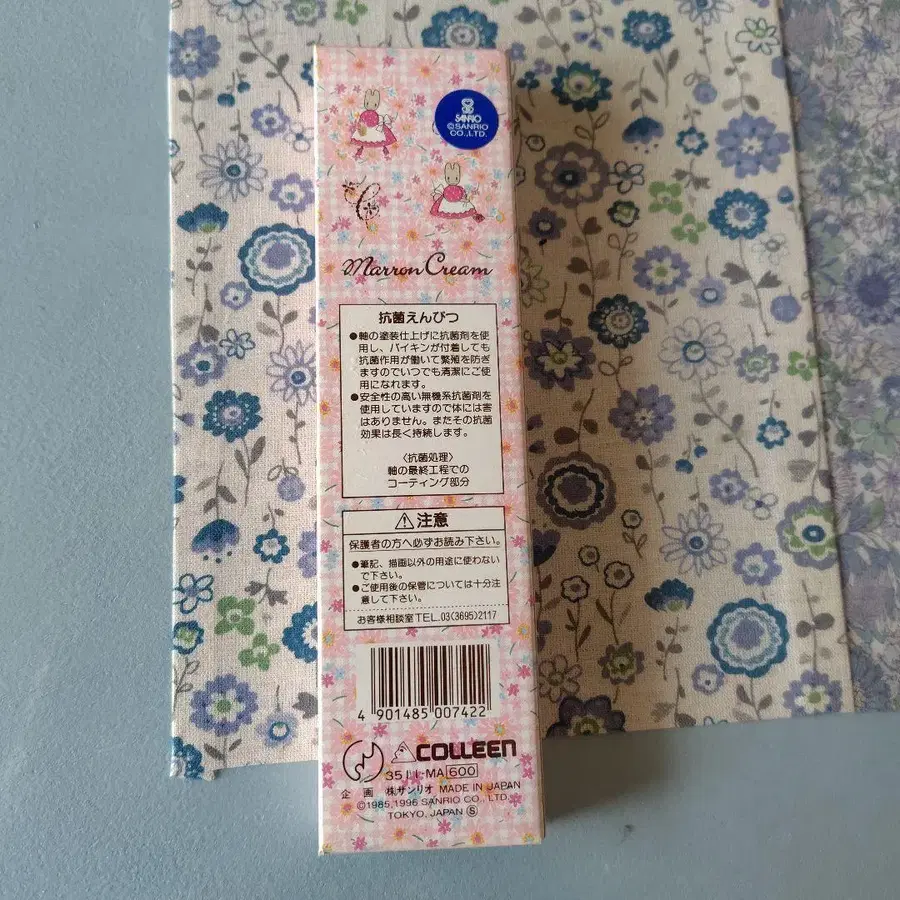 SANRIO
©SANRIO
CO.,LTD.
Marron Cream
抗菌えんぴつ
●軸の塗装仕上げに抗菌剤を使
用し、バイキンが付着しても
抗菌作用が働いて繁殖を防ぎ
ますのでいつでも清潔にご使
用になれます。
●安全性の高い無機系抗菌剤を
使用していますので体には害
はありません。またその抗菌
効果は長く持続します。
〈抗菌処理〉
軸の最終工程での
コーティング部分
⚠注意
保護者の方へ必ずお読み下さい。
●筆記、描画以外の用途に使わない
で下さい。
●ご使用後の保管については十分注
意して下さい。
お客様相談室TEL.03(3695)2117
4 901485 007422
COLLEEN
600
企画 ㈱サンリオ MADE IN JAPAN
©1985,1996 SANRIO CO., LTD.
TOKYO, JAPAN Ⓢ